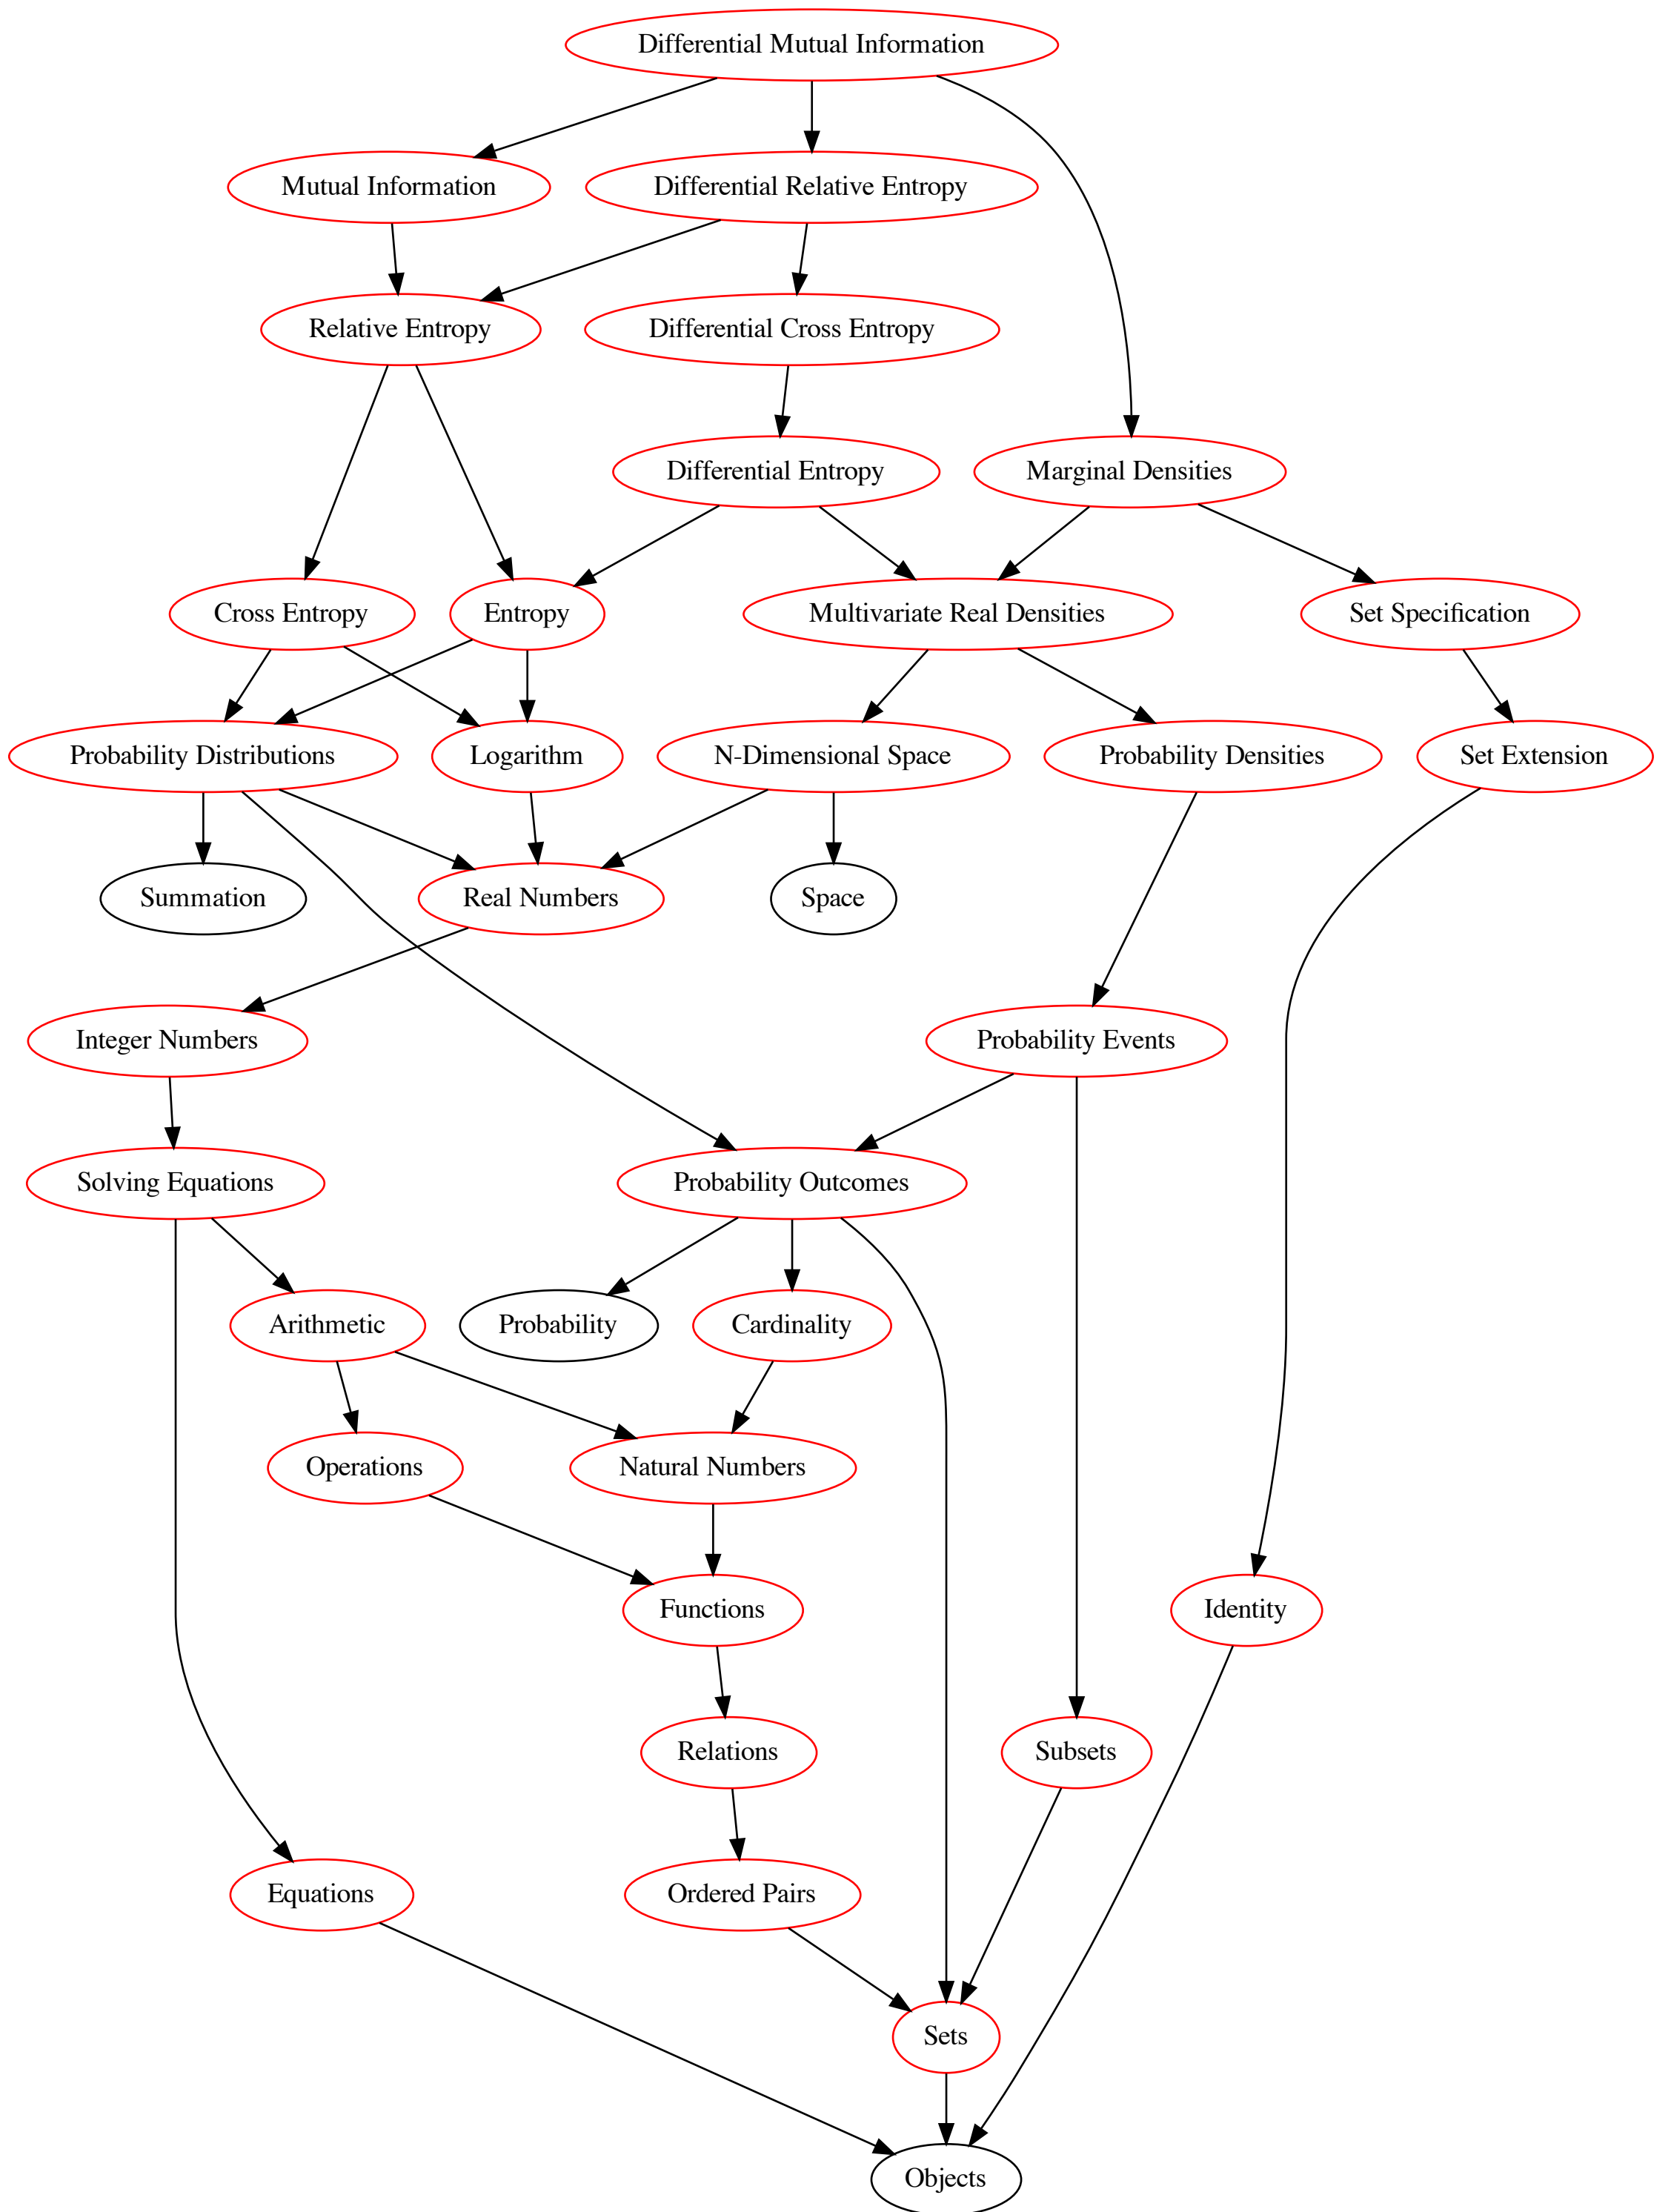 Differential Mutual Information
Mutual Information
Differential Relative Entropy
Relative Entropy
Differential Cross Entropy
Differential Entropy
Marginal Densities
Cross Entropy
Entropy
Multivariate Real Densities
Set Specification
Probability Distributions
Logarithm
N-Dimensional Space
Probability Densities
Set Extension
Summation
Real Numbers
Space
Integer Numbers
Probability Events
Solving Equations
Probability Outcomes
Arithmetic
Probability
Cardinality
Operations
Natural Numbers
Functions
Identity
Relations
Subsets
Equations
Ordered Pairs
Sets
Objects